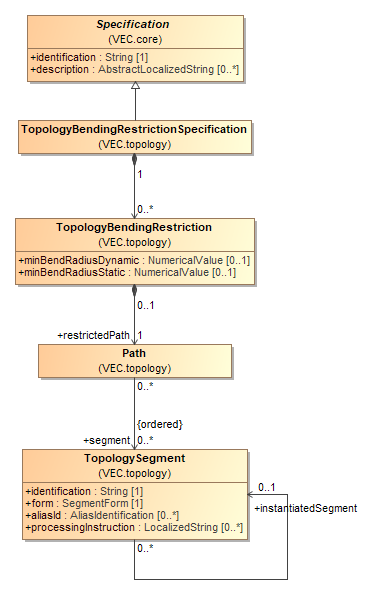 Specification
(VEC.core)
+identification : String [1]
+description : AbstractLocalizedString [0..*]
TopologyBendingRestrictionSpecification
(VEC.topology)
1
0..*
TopologyBendingRestriction
(VEC.topology)
+minBendRadiusDynamic : NumericalValue [0..1]
+minBendRadiusStatic : NumericalValue [0..1]
0..1
+restrictedPath 1
Path
(VEC.topology)
0..*
{ordered}
+segment 0..*
TopologySegment
(VEC.topology)
+identification : String [1]
+form : SegmentForm [1]
+aliasId : AliasIdentification [0..*]
+processingInstruction : LocalizedString [0..*]
0..1
+instantiatedSegment
0..*